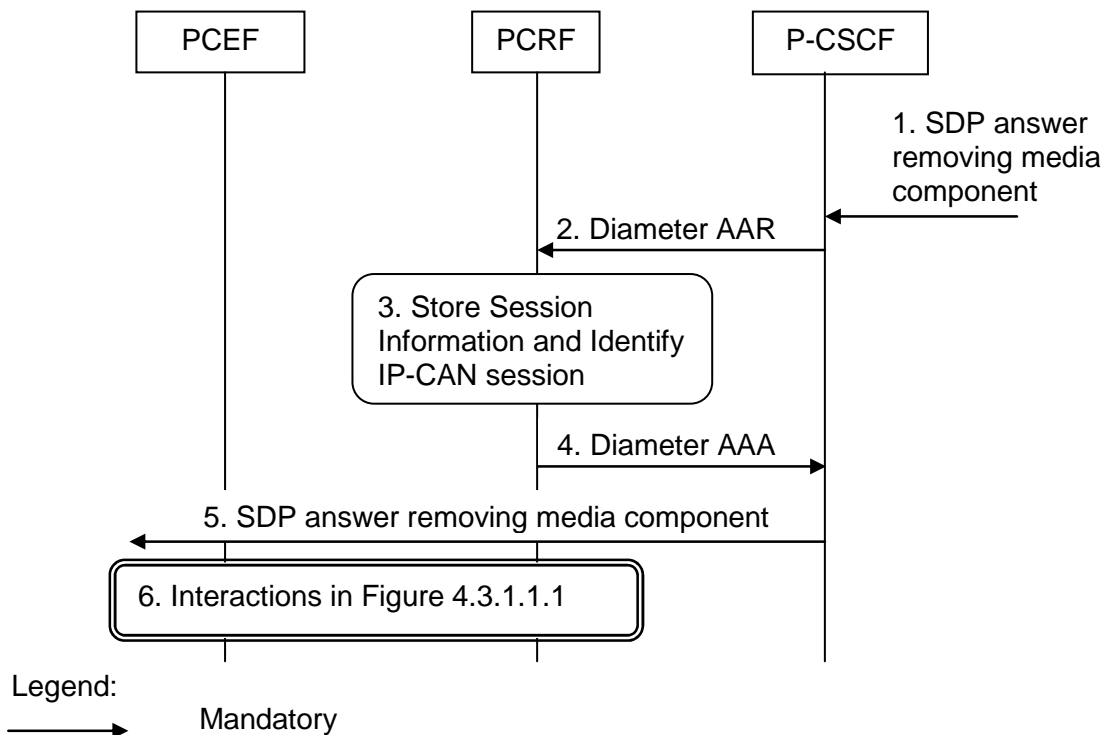 PCEF
PCRF
P-CSCF
1. SDP answer
removing media
component
2. Diameter AAR
3. Store Session
Information and Identify
IP-CAN session
4. Diameter AAA
5. SDP answer removing media component
6. Interactions in Figure 4.3.1.1.1
Legend:
Mandatory